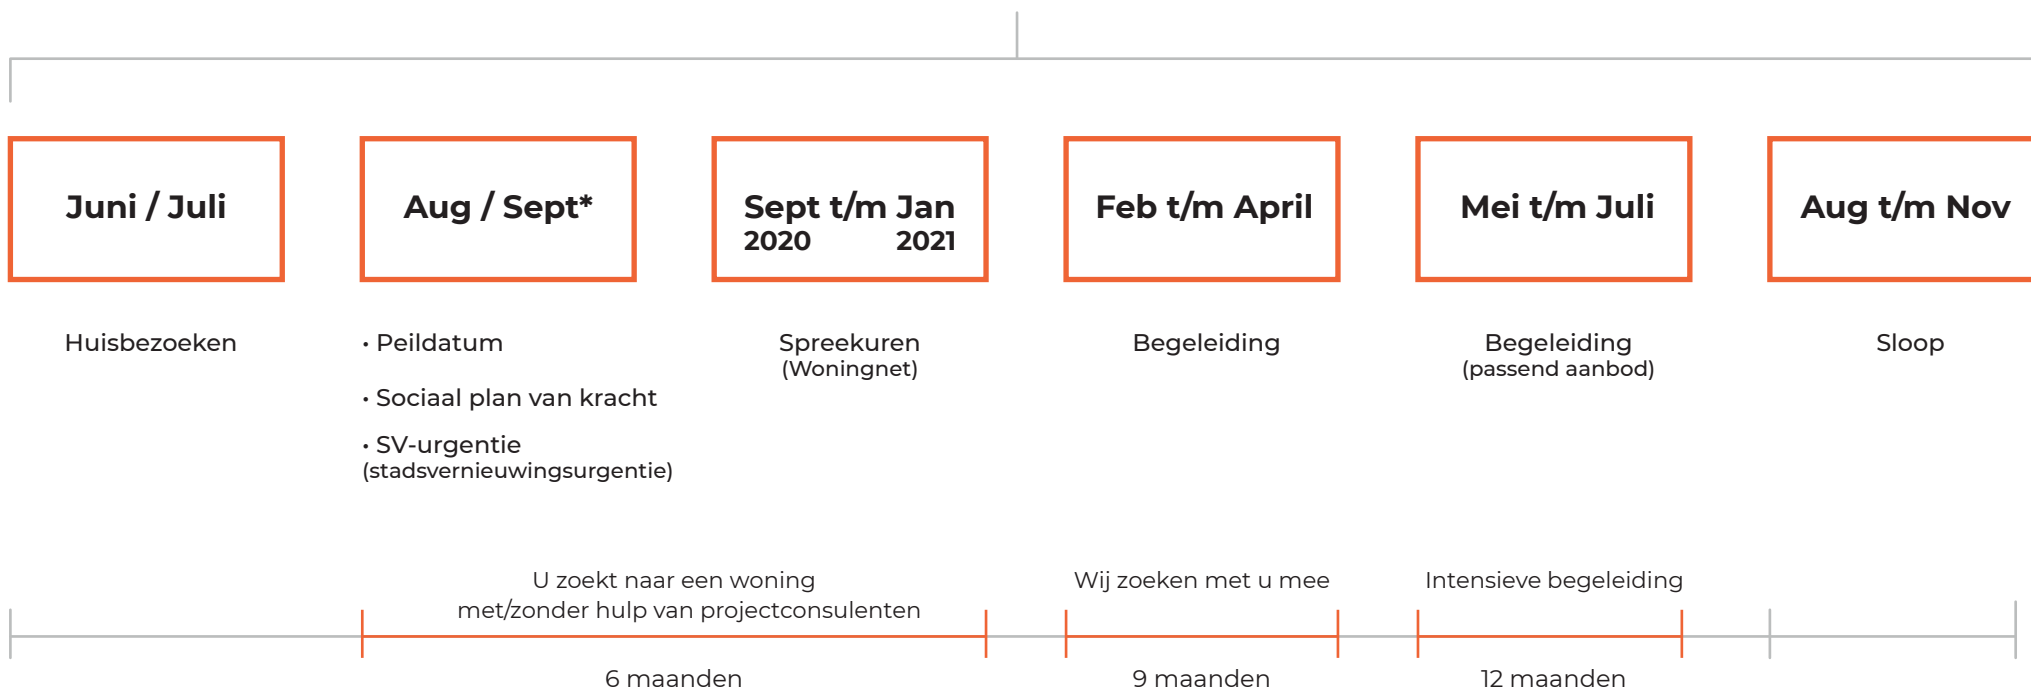 Juni / Juli
Aug / Sept*
Sept t/m Jan
2020 2021
Feb t/m April
Mei t/m Juli
Aug t/m Nov
Huisbezoeken
• Peildatum
• Sociaal plan van kracht
• SV-urgentie
(stadsvernieuwingsurgentie)
Spreekuren
(Woningnet)
Begeleiding
Begeleiding
(passend aanbod)
Sloop
U zoekt naar een woning
met/zonder hulp van projectconsulenten
Wij zoeken met u mee
Intensieve begeleiding
6 maanden
9 maanden
12 maanden